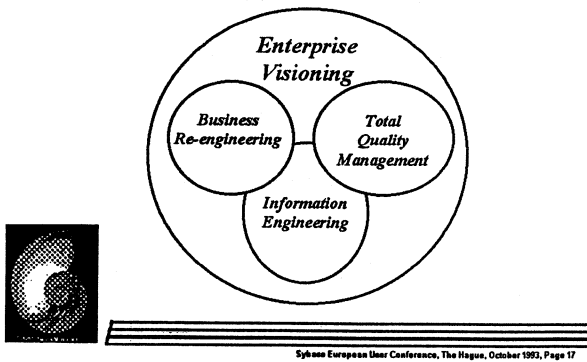 Enterprise
Visioning
Business
Re-engineering
Total
Quality
Management
Information
Engineering
Sybase European User Conference, The Hague, October 1993, Page 17